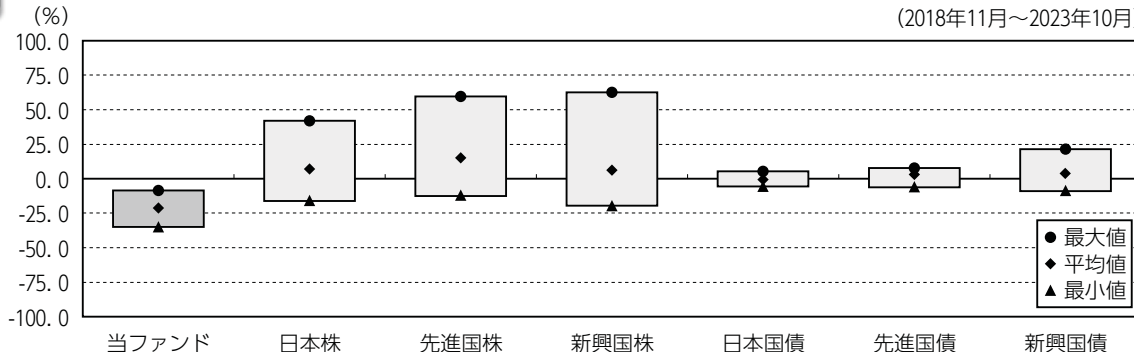 (%)
(2018年11月~2023年10月)
100.0
75.0
50.0
25.0
0.0
-25.0
-50.0
-75.0
-100.0
● 最大値
◆ 平均値
▲ 最小値
当ファンド 日本株 先進国株 新興国株 日本国債 先進国債 新興国債